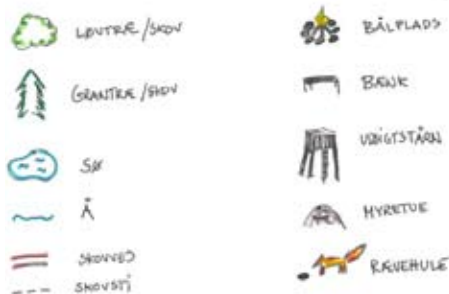 LØVTRÆ/SKOV
GRANTRÆ/SKOV
SØ
Å
SKOVVEJ
SKOVSTI
BÅLPLADS
BÆNK
UDSIGTSTÅRN
MYRETUE
RÆVEHULE